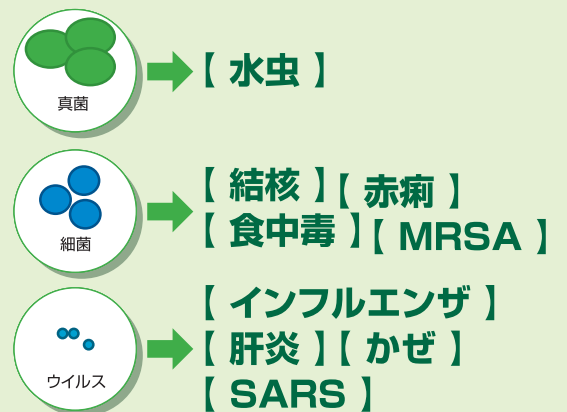 真菌
【 水虫 】
細菌
【 結核 】【 赤痢 】
【 食中毒 】【 MRSA 】
ウイルス
【 インフルエンザ 】
【 肝炎 】【 かぜ 】
【 SARS 】